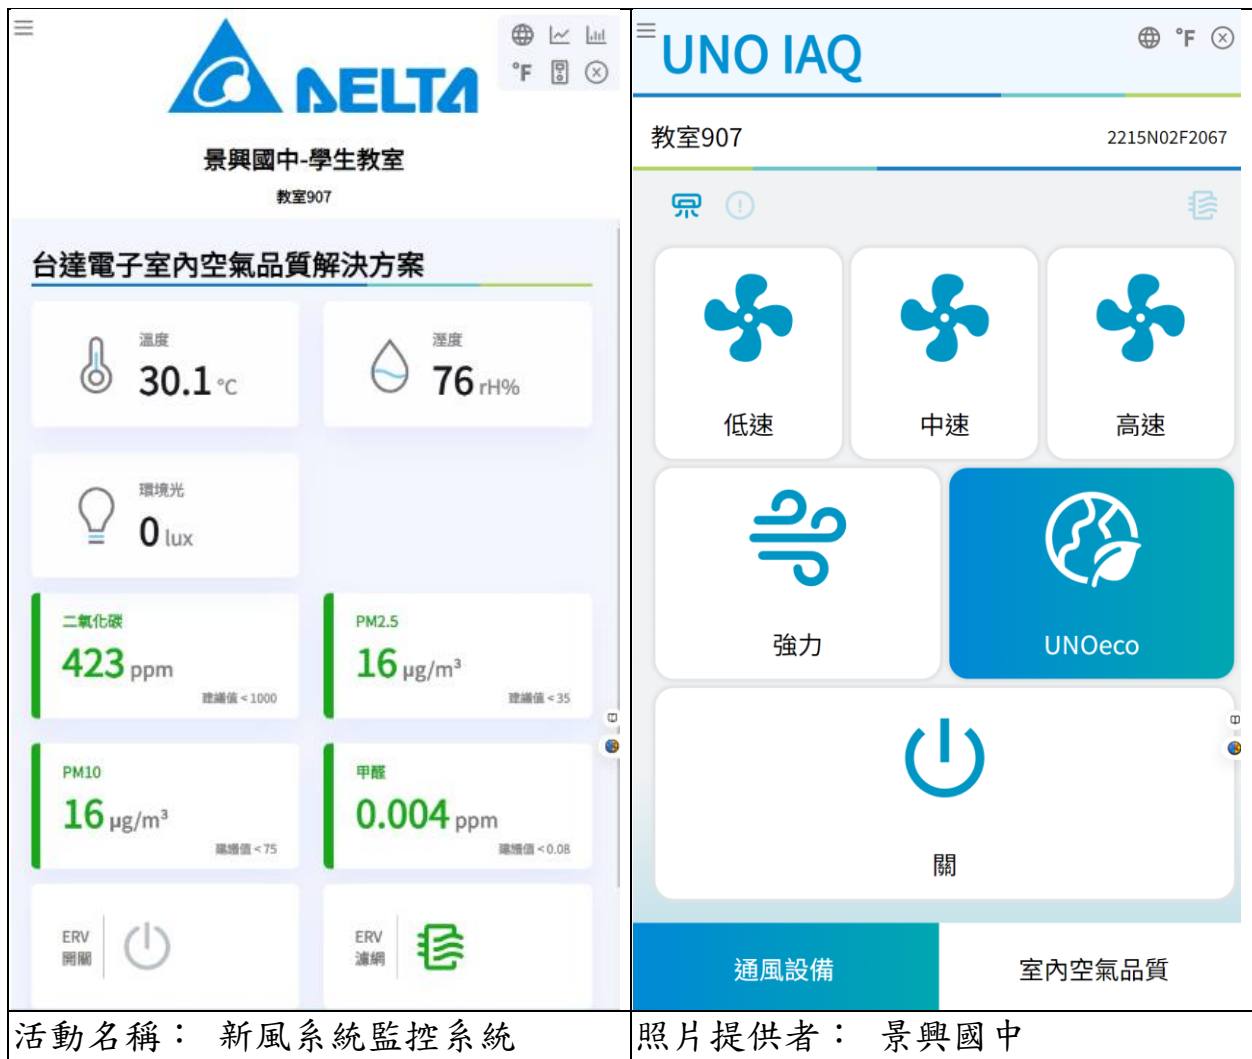 DELTA
°F
景興國中-學生教室
教室907
台達電子室內空氣品質解決方案
溫度
30.1 °C
溼度
76 rH%
環境光
0 lux
二氧化碳
423 ppm
建議值 < 1000
PM2.5
16 µg/m³
建議值 < 35
PM10
16 µg/m³
建議值 < 75
甲醛
0.004 ppm
建議值 < 0.08
ERV
開關
ERV
濾網
UNO IAQ
°F
教室907
2215N02F2067
低速
中速
高速
強力
UNOeco
關
通風設備
室內空氣品質
活動名稱： 新風系統監控系統
照片提供者： 景興國中